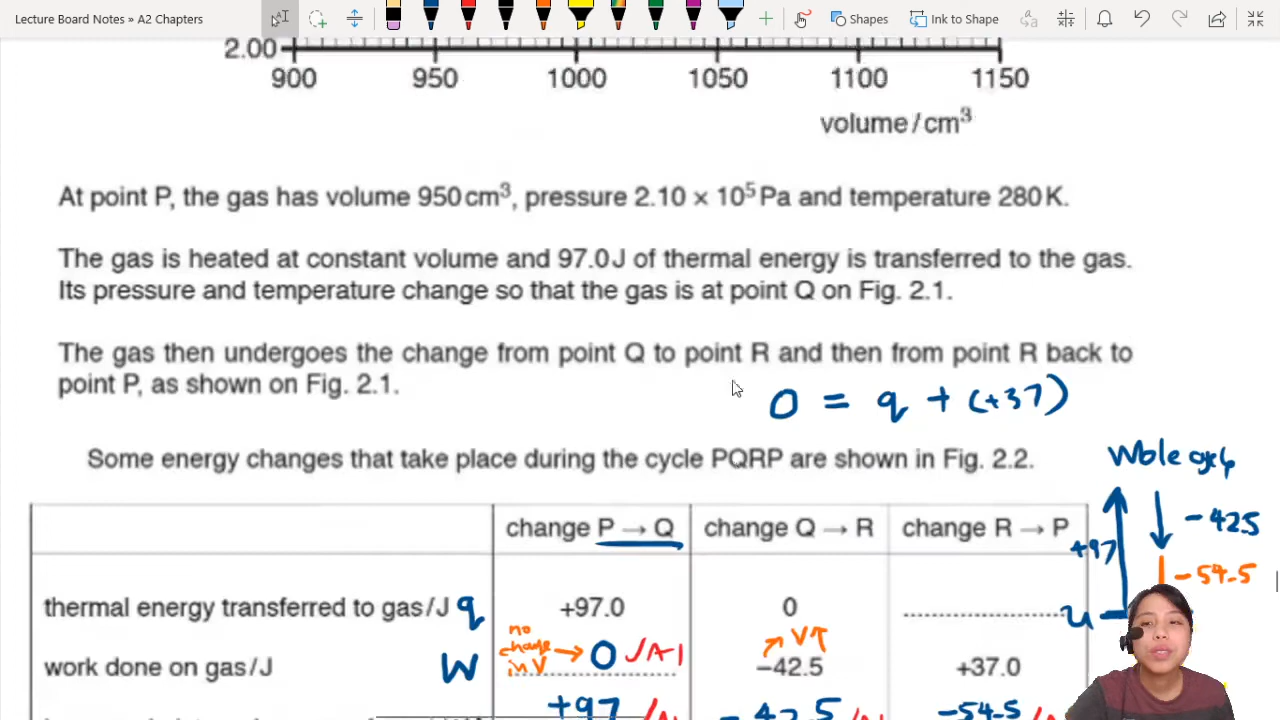 Lecture Board Notes » A2 Chapters
Shapes
Ink to Shape
2.00
900 950 1000 1050 1100 1150
volume/cm³
At point P, the gas has volume 950 cm³, pressure 2.10 × 10⁵ Pa and temperature 280 K.
The gas is heated at constant volume and 97.0 J of thermal energy is transferred to the gas.
Its pressure and temperature change so that the gas is at point Q on Fig. 2.1.
The gas then undergoes the change from point Q to point R and then from point R back to
point P, as shown on Fig. 2.1.
0 = q + (+37)
Some energy changes that take place during the cycle PQRP are shown in Fig. 2.2.
Whole cycle
change P → Q change Q → R change R → P
+97
-42.5
-54.5
u
thermal energy transferred to gas/J q +97.0 0 ....................
no
change
in V → 0 ✓A1
V↑
work done on gas/J W .................... −42.5 +37.0
+97 -42.5 -54.5